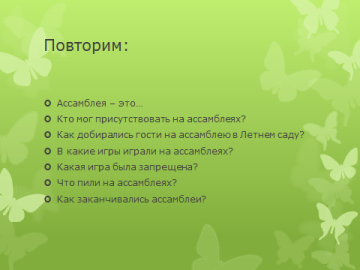 Повторим:
Ассамблея – это…
Кто мог присутствовать на ассамблеях?
Как добирались гости на ассамблею в Летнем саду?
В какие игры играли на ассамблеях?
Какая игра была запрещена?
Что пили на ассамблеях?
Как заканчивались ассамблеи?